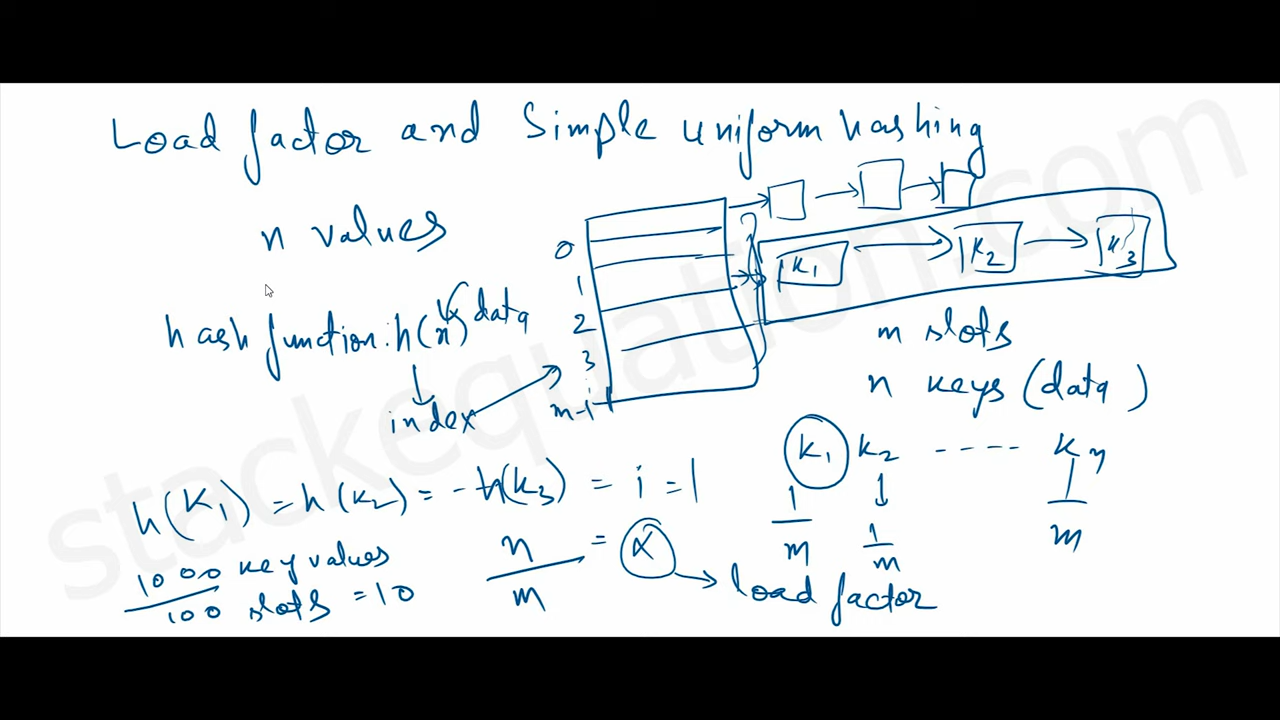 Load factor and Simple uniform hashing
n values
hash function: h(x) data
index
0
1
2
3
m-1
K1 K2 K3
m slots
n keys (data)
K1 K2 ---- Kn
1/m 1/m 1/m
h(K1) = h(K2) = -h(K3) = i = 1
n/m = α → load factor
1000 key values
100 slots = 10
stackequation.com